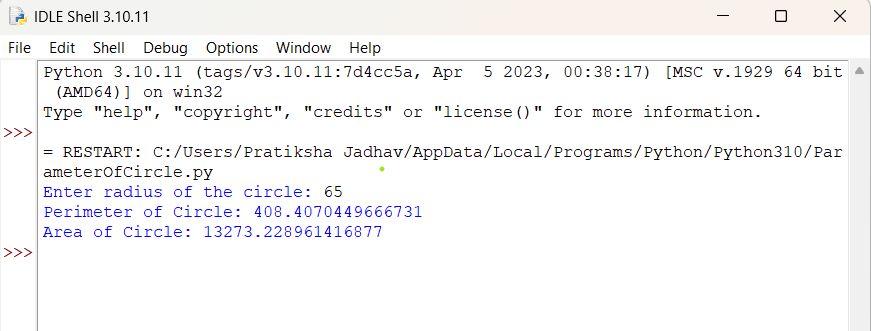 IDLE Shell 3.10.11
File Edit Shell Debug Options Window Help
Python 3.10.11 (tags/v3.10.11:7d4cc5a, Apr  5 2023, 00:38:17) [MSC v.1929 64 bit
(AMD64)] on win32
Type "help", "copyright", "credits" or "license()" for more information.
>>>
= RESTART: C:/Users/Pratiksha Jadhav/AppData/Local/Programs/Python/Python310/Par
ameterOfCircle.py
Enter radius of the circle: 65
Perimeter of Circle: 408.4070449666731
Area of Circle: 13273.228961416877
>>>